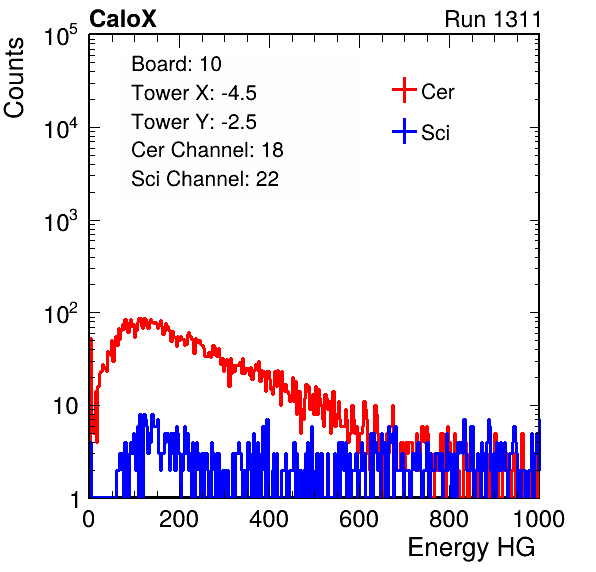 CaloX Run 1311
Board: 10
Tower X: -4.5
Tower Y: -2.5
Cer Channel: 18
Sci Channel: 22
Cer
Sci
Counts
10^5
10^4
10^3
10^2
10
1
0 200 400 600 800 1000
Energy HG